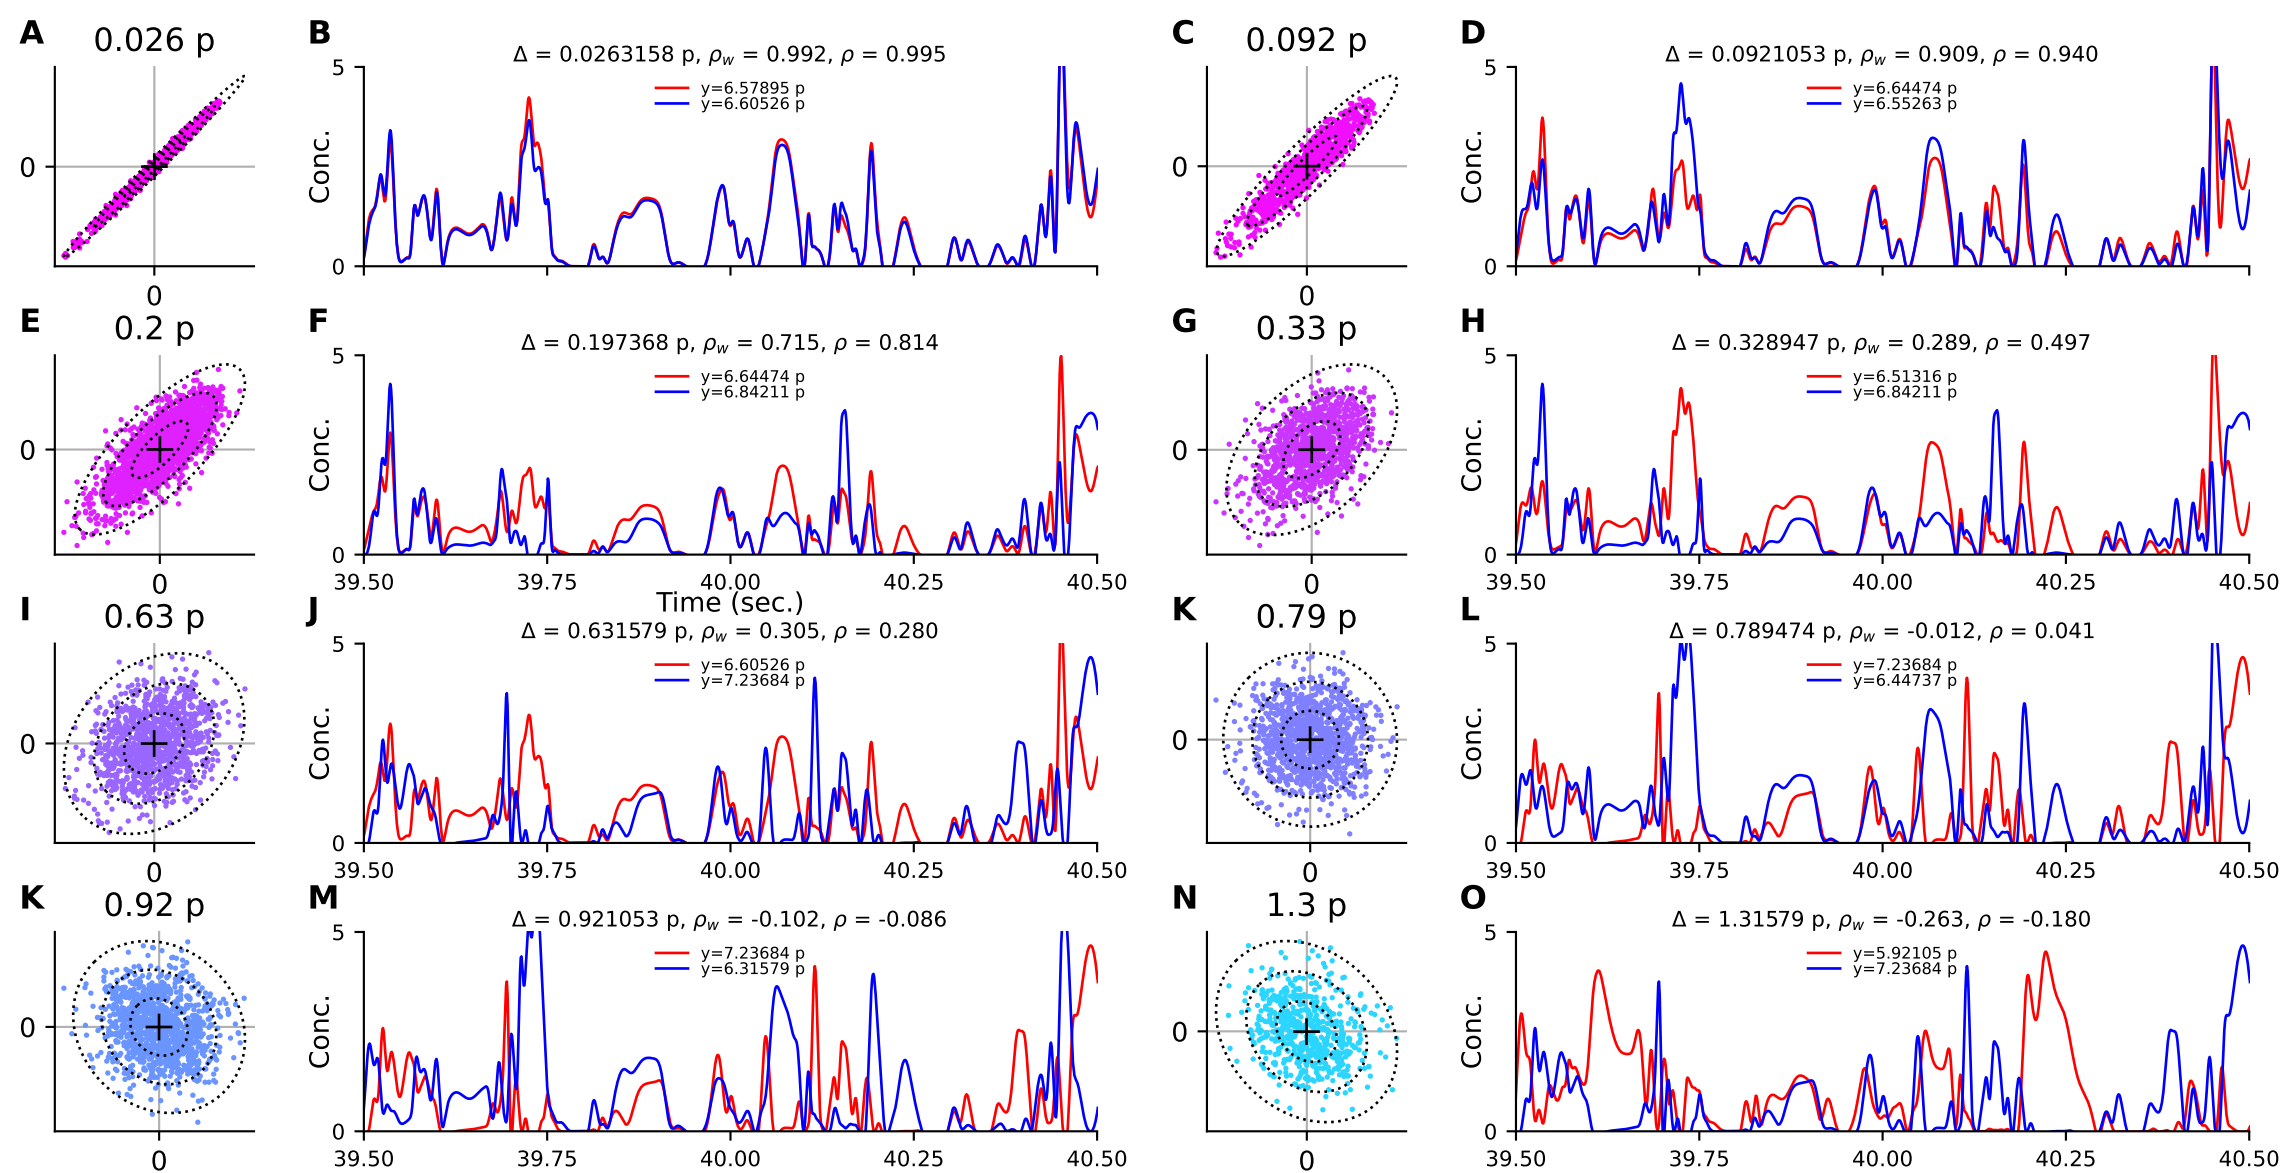 A
0.026 p
0
0
B
Δ = 0.0263158 p, ρw = 0.992, ρ = 0.995
y=6.57895 p
y=6.60526 p
5
Conc.
0
C
0.092 p
0
0
D
Δ = 0.0921053 p, ρw = 0.909, ρ = 0.940
y=6.64474 p
y=6.55263 p
5
Conc.
0
E
0.2 p
0
0
F
Δ = 0.197368 p, ρw = 0.715, ρ = 0.814
y=6.64474 p
y=6.84211 p
5
Conc.
0
39.50 39.75 40.00 40.25 40.50
Time (sec.)
G
0.33 p
0
0
H
Δ = 0.328947 p, ρw = 0.289, ρ = 0.497
y=6.51316 p
y=6.84211 p
5
Conc.
0
39.50 39.75 40.00 40.25 40.50
I
0.63 p
0
0
J
Δ = 0.631579 p, ρw = 0.305, ρ = 0.280
y=6.60526 p
y=7.23684 p
5
Conc.
0
39.50 39.75 40.00 40.25 40.50
K
0.79 p
0
0
L
Δ = 0.789474 p, ρw = -0.012, ρ = 0.041
y=7.23684 p
y=6.44737 p
5
Conc.
0
39.50 39.75 40.00 40.25 40.50
K
0.92 p
0
0
M
Δ = 0.921053 p, ρw = -0.102, ρ = -0.086
y=7.23684 p
y=6.31579 p
5
Conc.
0
39.50 39.75 40.00 40.25 40.50
N
1.3 p
0
0
O
Δ = 1.31579 p, ρw = -0.263, ρ = -0.180
y=5.92105 p
y=7.23684 p
5
Conc.
0
39.50 39.75 40.00 40.25 40.50